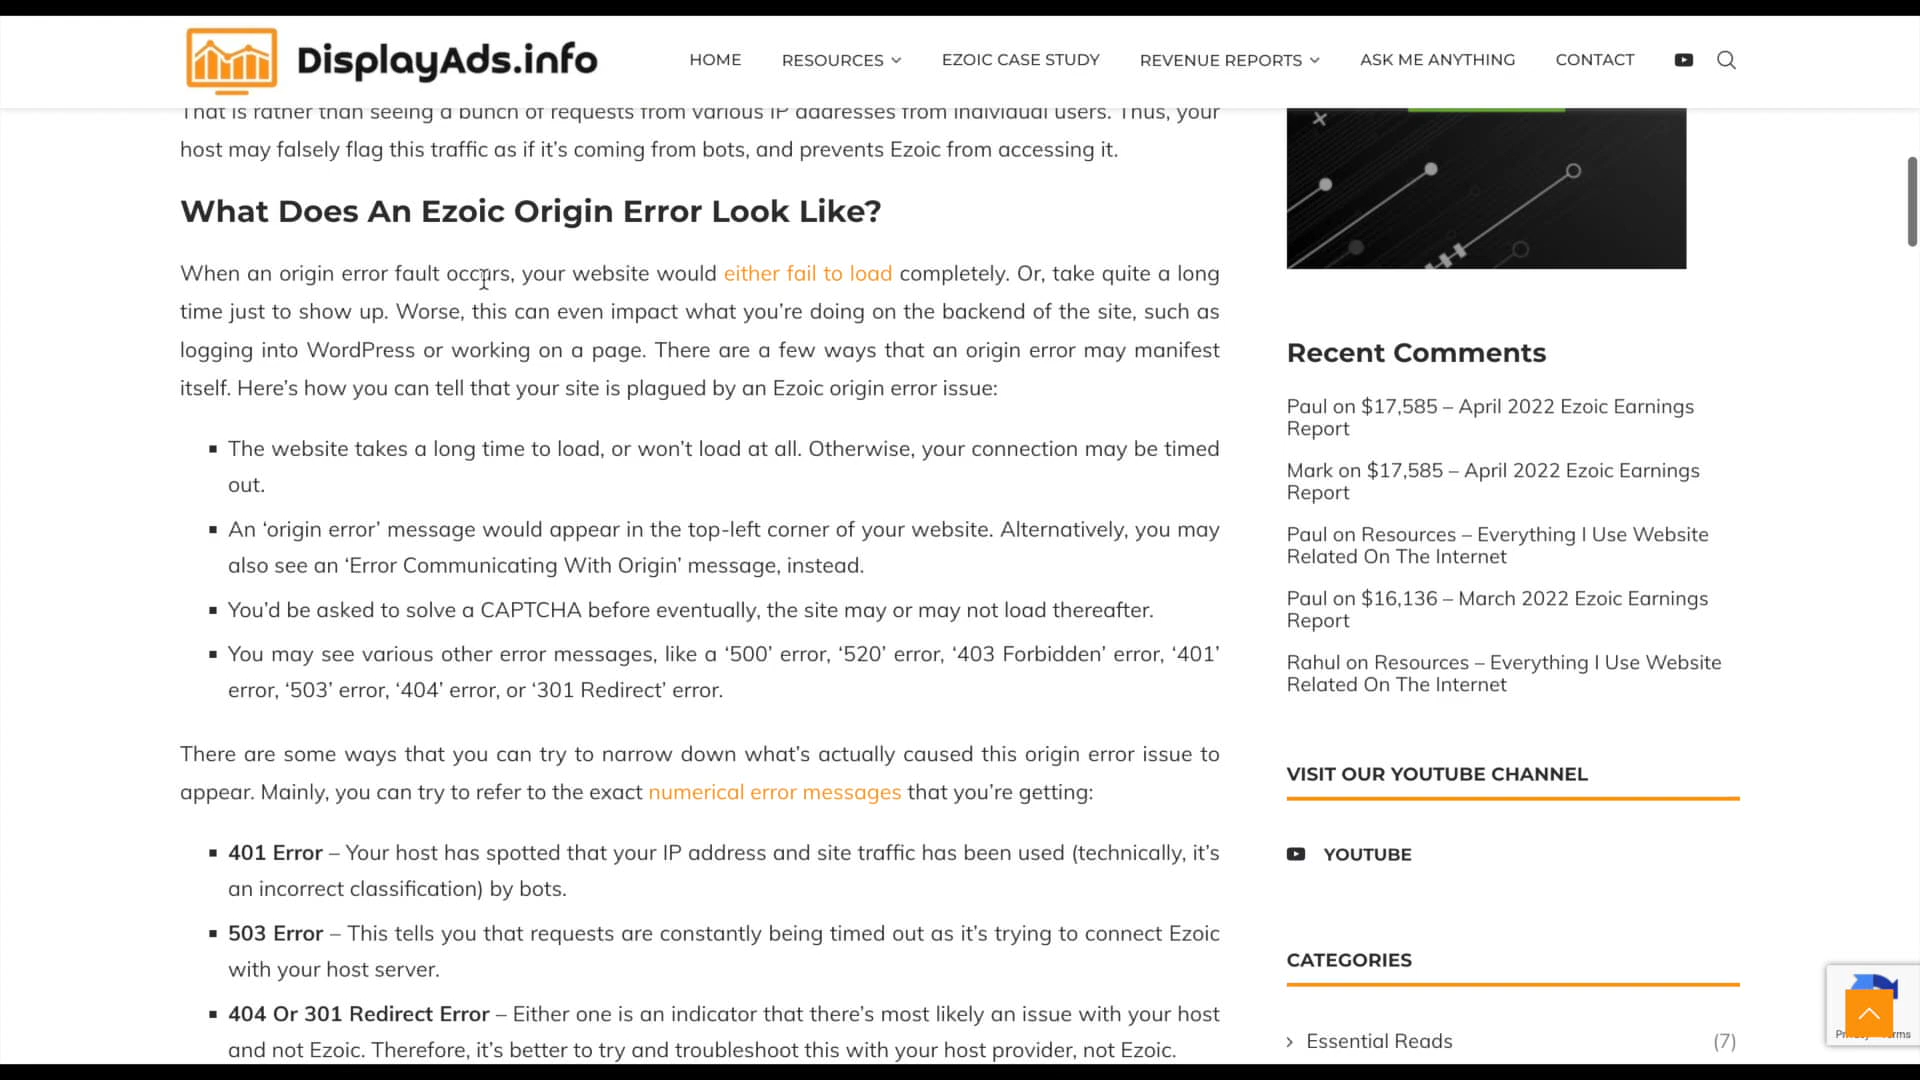 DisplayAds.info
HOME
RESOURCES
EZOIC CASE STUDY
REVENUE REPORTS
ASK ME ANYTHING
CONTACT
That is rather than seeing a bunch of requests from various IP addresses from individual users. Thus, your
host may falsely flag this traffic as if it’s coming from bots, and prevents Ezoic from accessing it.
What Does An Ezoic Origin Error Look Like?
When an origin error fault occurs, your website would either fail to load completely. Or, take quite a long
time just to show up. Worse, this can even impact what you’re doing on the backend of the site, such as
logging into WordPress or working on a page. There are a few ways that an origin error may manifest
itself. Here’s how you can tell that your site is plagued by an Ezoic origin error issue:
The website takes a long time to load, or won’t load at all. Otherwise, your connection may be timed
out.
An ‘origin error’ message would appear in the top-left corner of your website. Alternatively, you may
also see an ‘Error Communicating With Origin’ message, instead.
You’d be asked to solve a CAPTCHA before eventually, the site may or may not load thereafter.
You may see various other error messages, like a ‘500’ error, ‘520’ error, ‘403 Forbidden’ error, ‘401’
error, ‘503’ error, ‘404’ error, or ‘301 Redirect’ error.
There are some ways that you can try to narrow down what’s actually caused this origin error issue to
appear. Mainly, you can try to refer to the exact numerical error messages that you’re getting:
401 Error – Your host has spotted that your IP address and site traffic has been used (technically, it’s
an incorrect classification) by bots.
503 Error – This tells you that requests are constantly being timed out as it’s trying to connect Ezoic
with your host server.
404 Or 301 Redirect Error – Either one is an indicator that there’s most likely an issue with your host
and not Ezoic. Therefore, it’s better to try and troubleshoot this with your host provider, not Ezoic.
Recent Comments
Paul on $17,585 – April 2022 Ezoic Earnings
Report
Mark on $17,585 – April 2022 Ezoic Earnings
Report
Paul on Resources – Everything I Use Website
Related On The Internet
Paul on $16,136 – March 2022 Ezoic Earnings
Report
Rahul on Resources – Everything I Use Website
Related On The Internet
VISIT OUR YOUTUBE CHANNEL
YOUTUBE
CATEGORIES
Essential Reads (7)